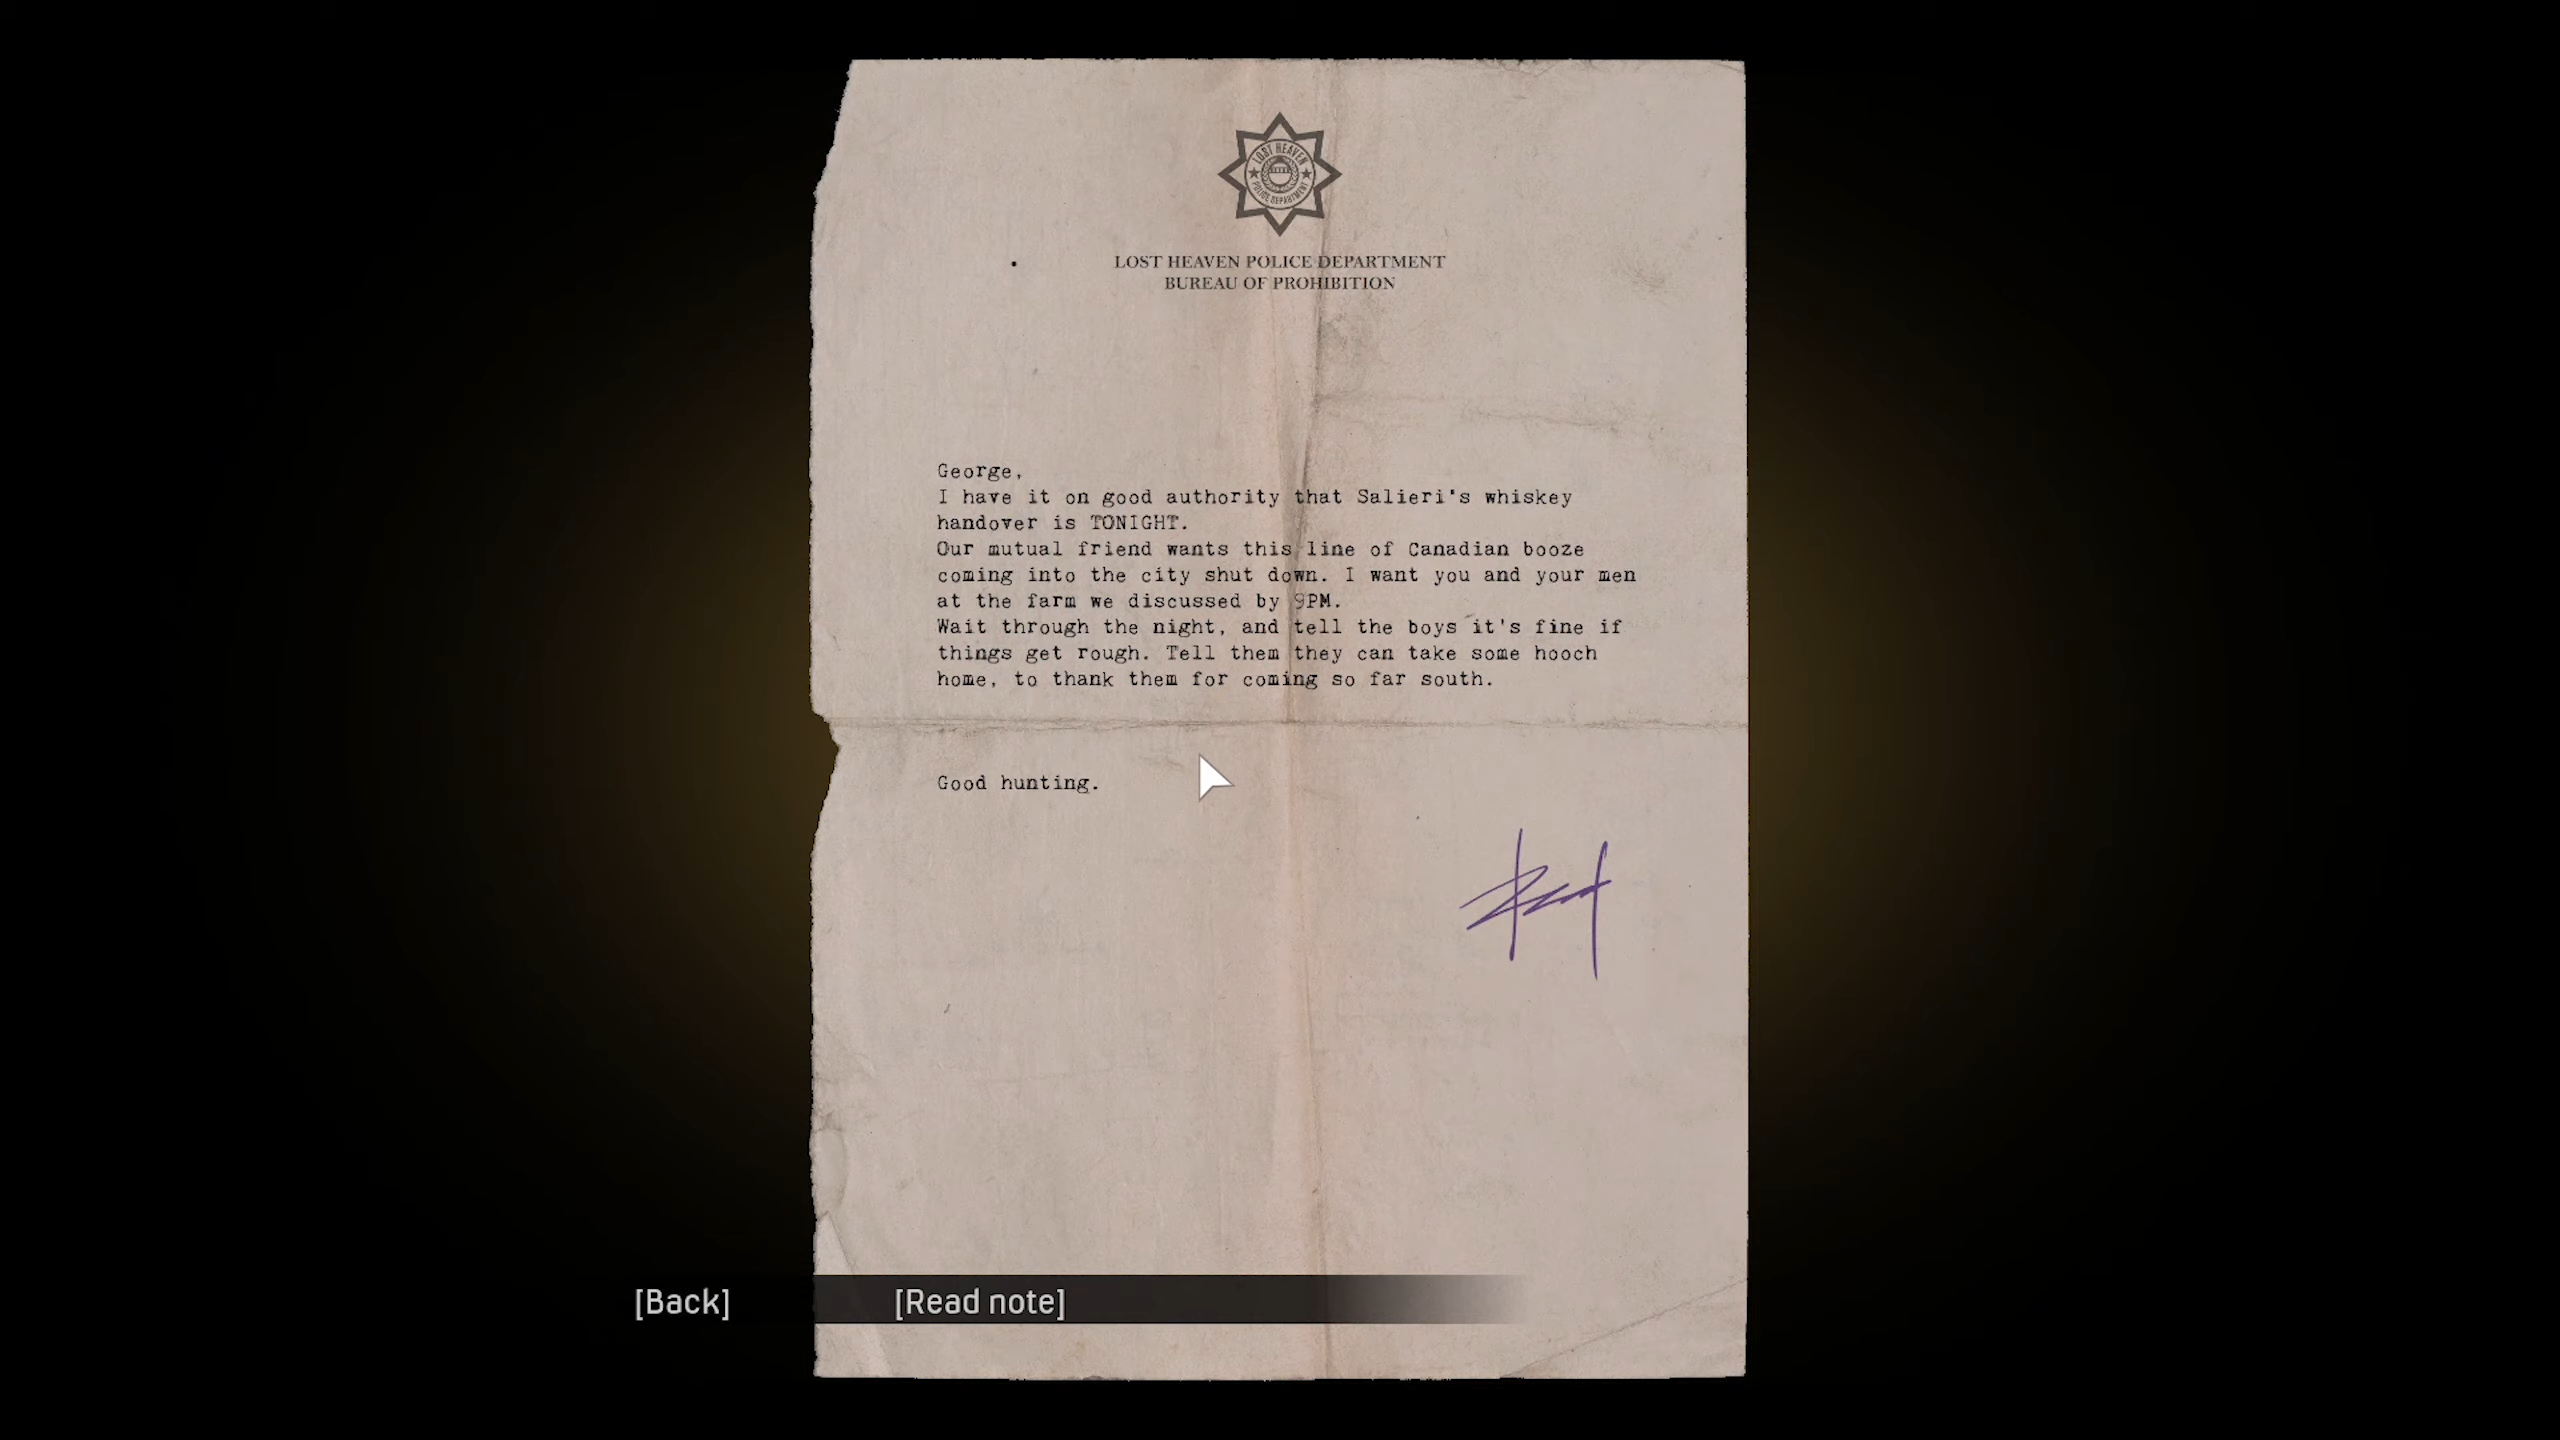 LOST HEAVEN
POLICE DEPARTMENT
LOST HEAVEN POLICE DEPARTMENT
BUREAU OF PROHIBITION
George,
I have it on good authority that Salieri's whiskey
handover is TONIGHT.
Our mutual friend wants this line of Canadian booze
coming into the city shut down. I want you and your men
at the farm we discussed by 9PM.
Wait through the night, and tell the boys it's fine if
things get rough. Tell them they can take some hooch
home, to thank them for coming so far south.
Good hunting.
[Back] [Read note]